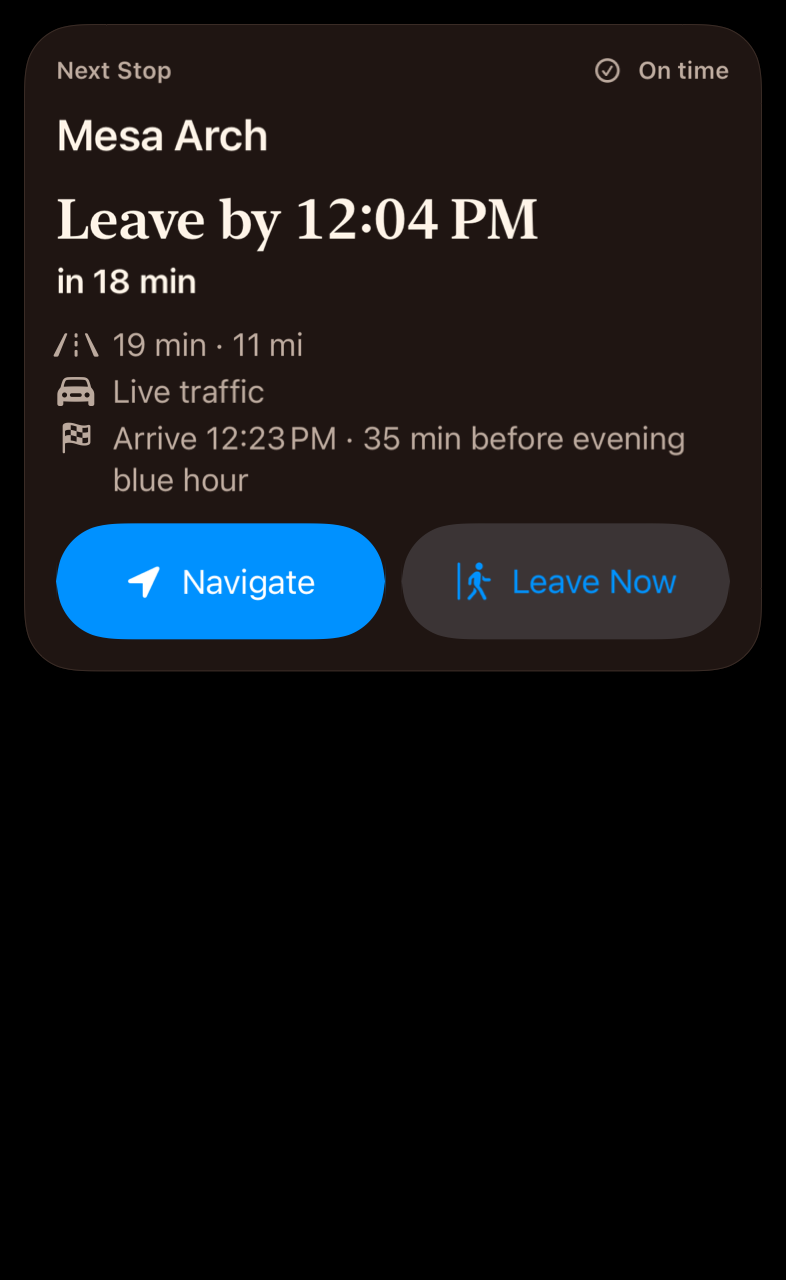 Next Stop
On time
Mesa Arch
Leave by 12:04 PM
in 18 min
19 min · 11 mi
Live traffic
Arrive 12:23 PM · 35 min before evening
blue hour
Navigate
Leave Now